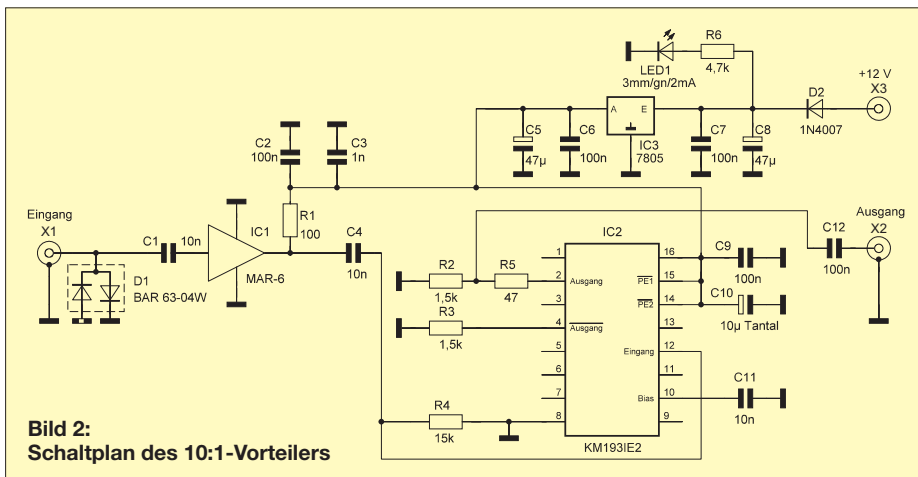 R6
4,7k
LED1
3mm/gn/2mA
+12 V
X3
D2
1N4007
A
E
IC3
7805
C5
47µ
C6
100n
C7
100n
C8
47µ
C2
100n
C3
1n
R1
100
Eingang
X1
C1
10n
IC1
MAR-6
C4
10n
D1
BAR 63-04W
Ausgang
X2
C12
100n
IC2
1
2
3
4
5
6
7
8
Ausgang
Ausgang
16
15
14
13
12
11
10
9
PE1
PE2
Eingang
Bias
KM193IE2
R2
1,5k
R5
47
R3
1,5k
R4
15k
C9
100n
C10
10µ Tantal
C11
10n
Bild 2:
Schaltplan des 10:1-Vorteilers